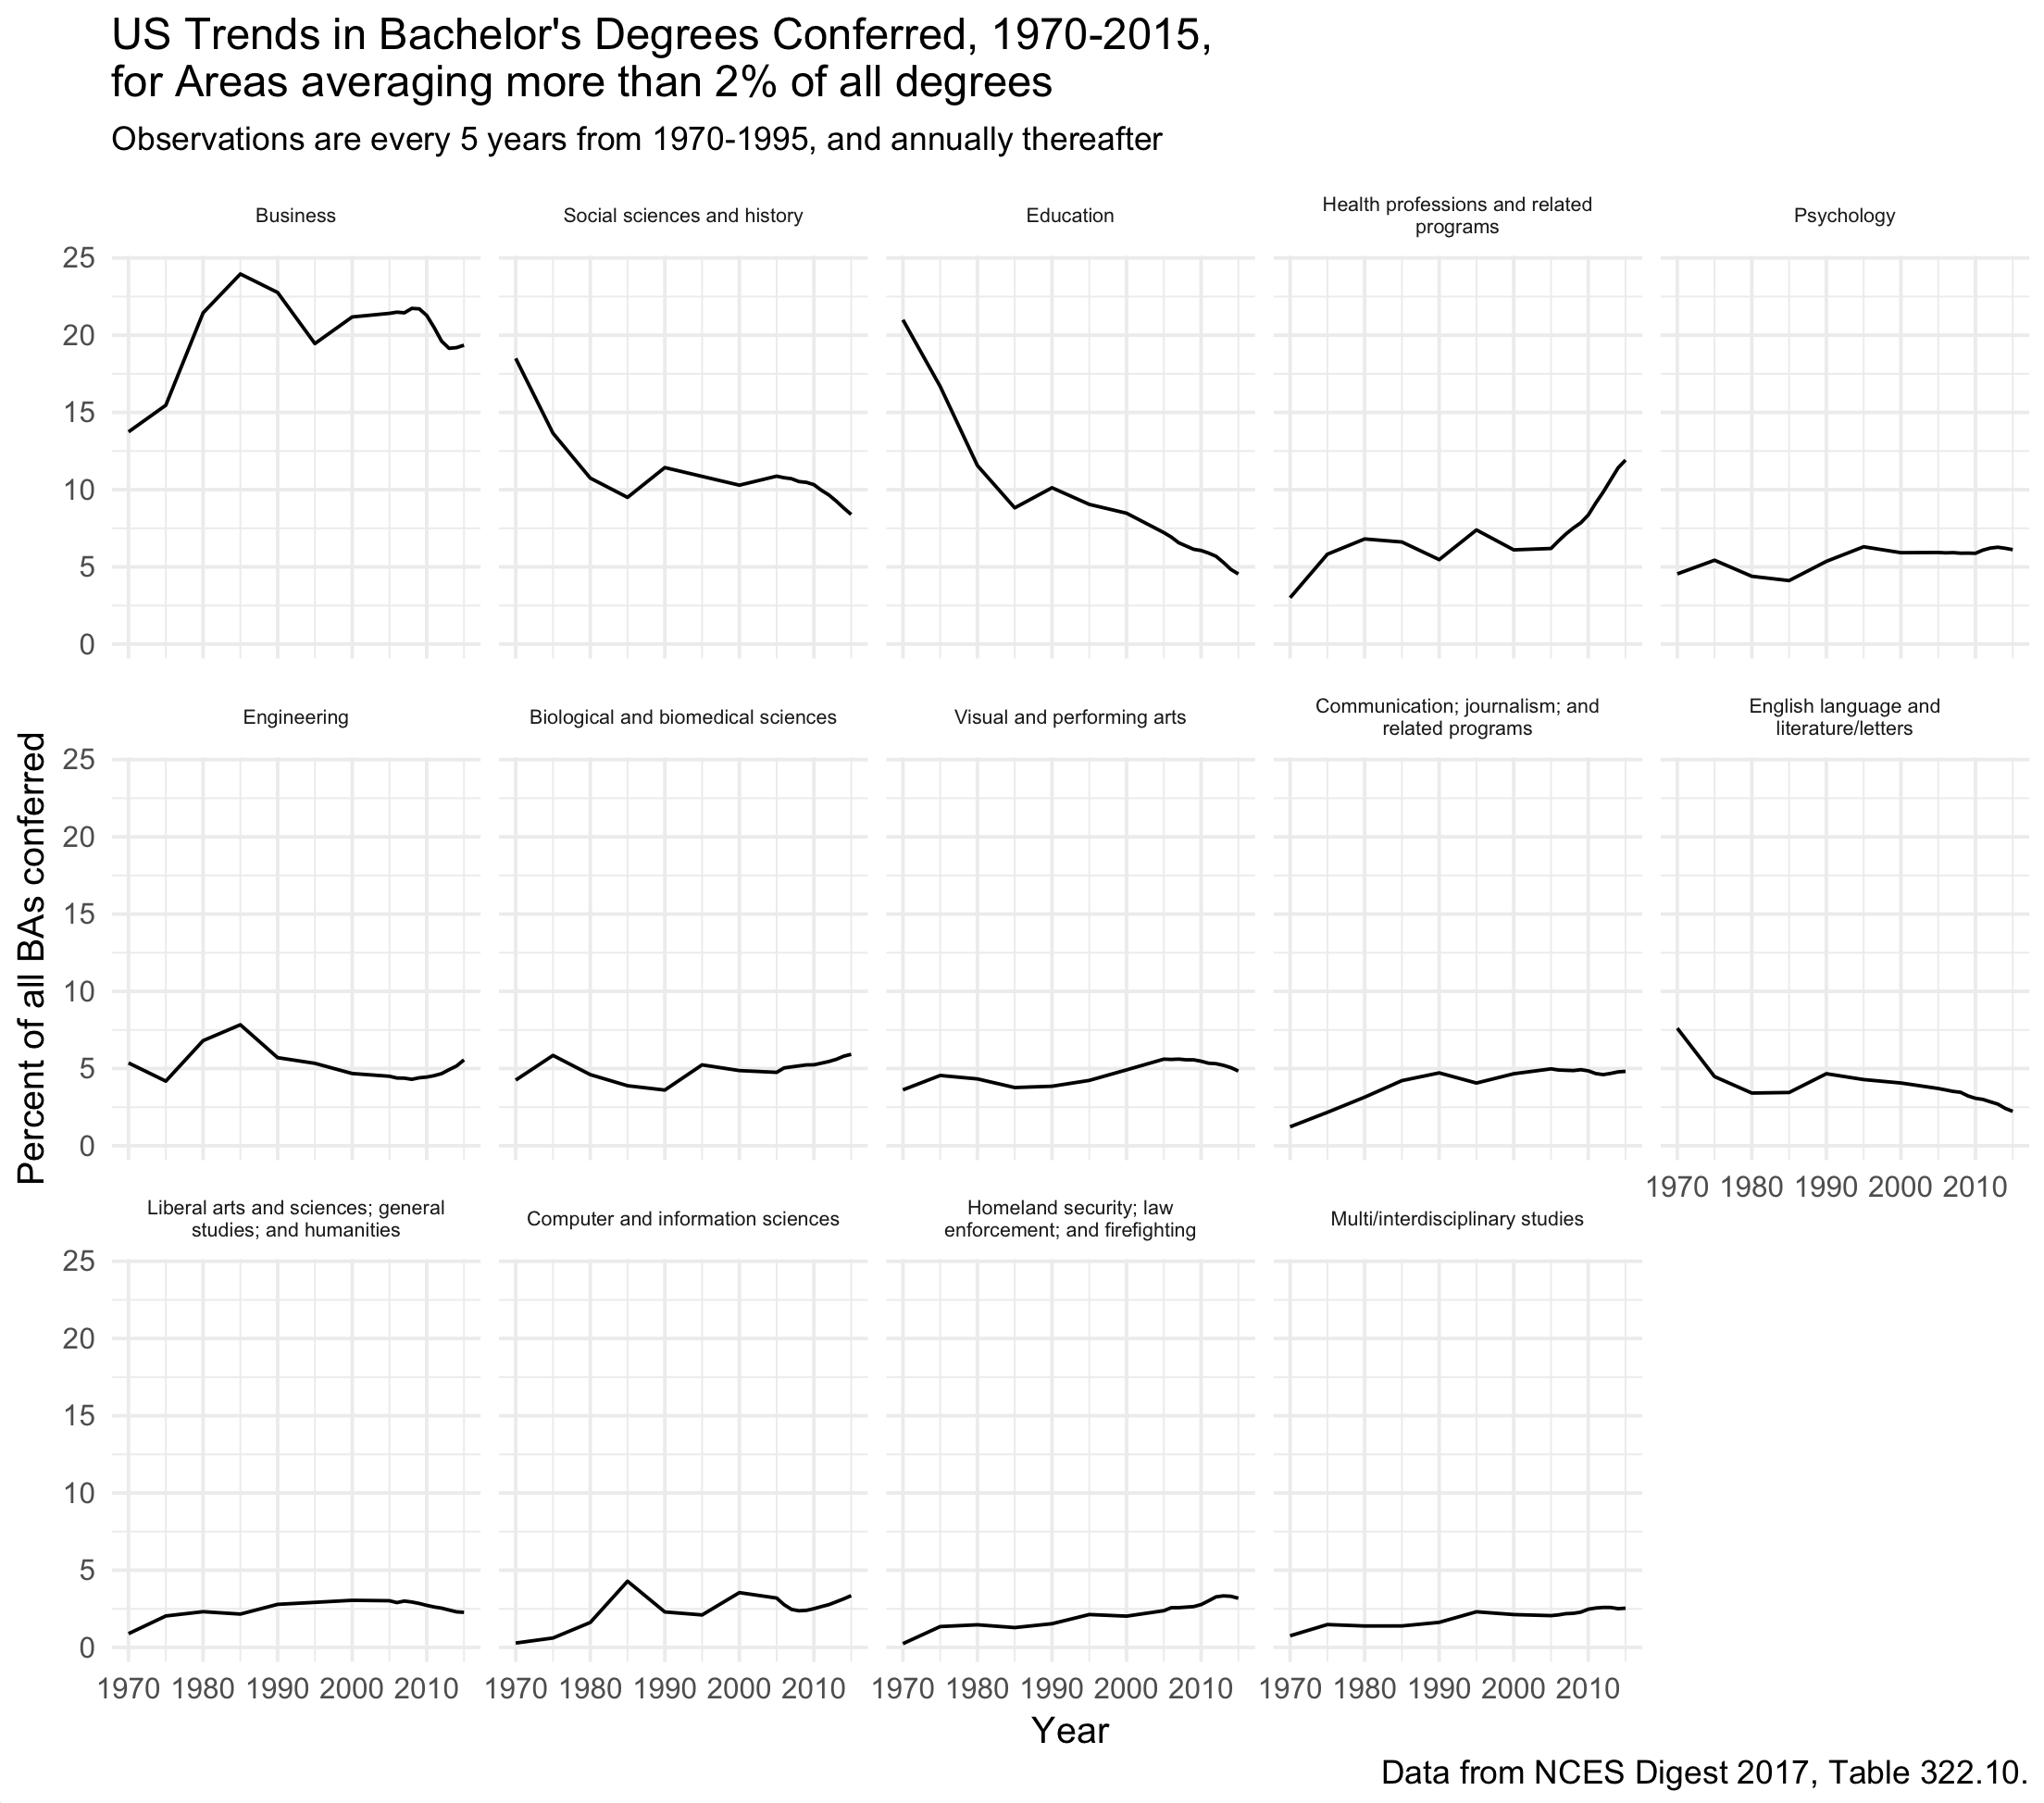 US Trends in Bachelor's Degrees Conferred, 1970-2015,
for Areas averaging more than 2% of all degrees
Observations are every 5 years from 1970-1995, and annually thereafter
Business
Social sciences and history
Education
Health professions and related
programs
Psychology
25
20
15
10
5
0
Engineering
Biological and biomedical sciences
Visual and performing arts
Communication; journalism; and
related programs
English language and
literature/letters
25
20
15
10
5
0
1970 1980 1990 2000 2010
Percent of all BAs conferred
Liberal arts and sciences; general
studies; and humanities
Computer and information sciences
Homeland security; law
enforcement; and firefighting
Multi/interdisciplinary studies
25
20
15
10
5
0
1970 1980 1990 2000 2010
1970 1980 1990 2000 2010
1970 1980 1990 2000 2010
1970 1980 1990 2000 2010
Year
Data from NCES Digest 2017, Table 322.10.